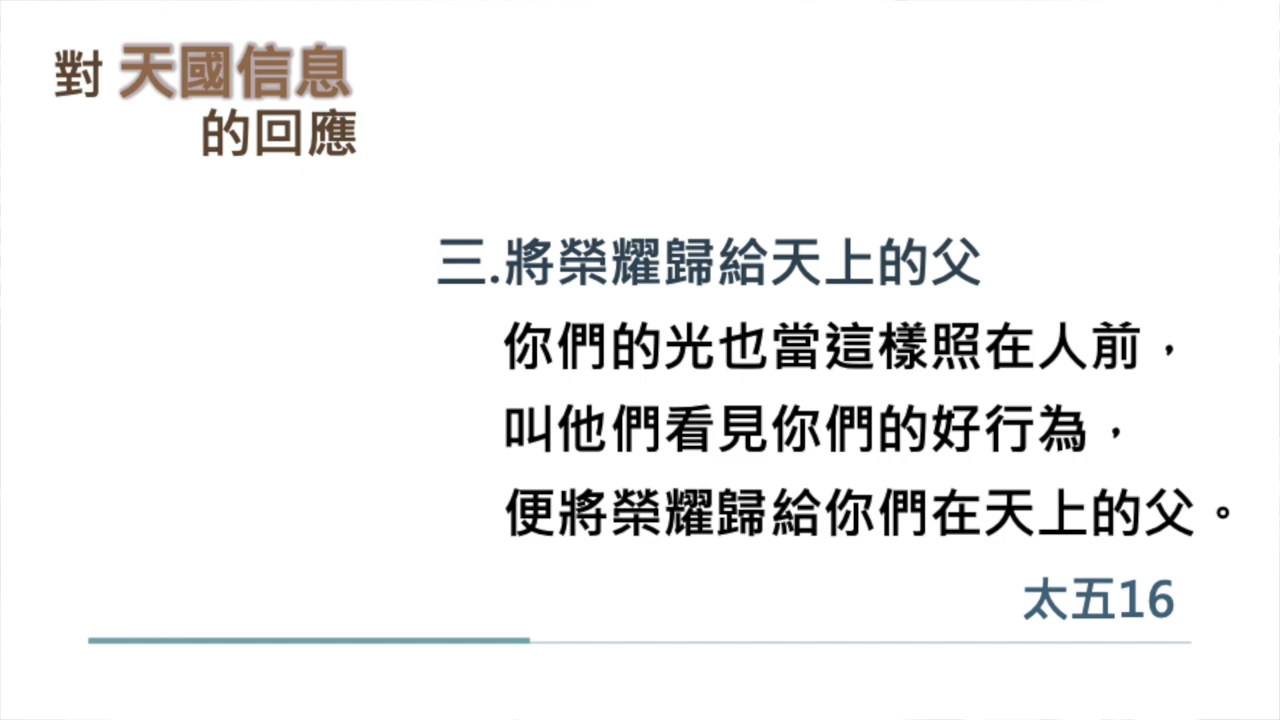 對 天國信息
的回應
三.將榮耀歸給天上的父
你們的光也當這樣照在人前，
叫他們看見你們的好行為，
便將榮耀歸給你們在天上的父。
太五16